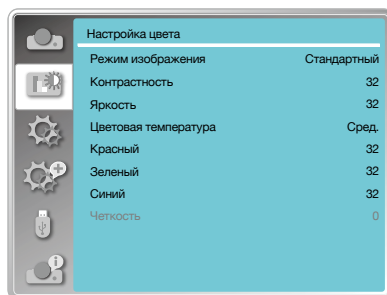 Настройка цвета
Режим изображения Стандартный
Контрастность 32
Яркость 32
Цветовая температура Сред.
Красный 32
Зеленый 32
Синий 32
Четкость 0